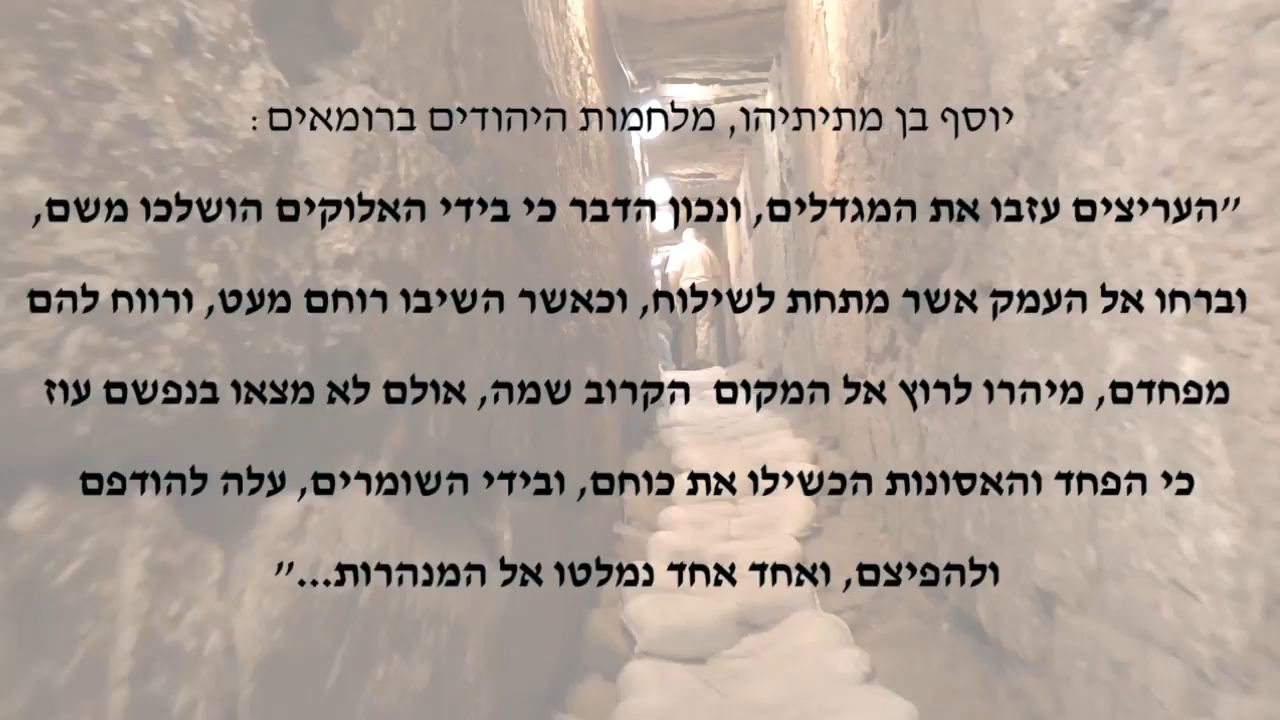 יוסף בן מתיתיהו, מלחמות היהודים ברומאים:
"העריצים עזבו את המגדלים, ונכון הדבר כי בידי האלוקים הושלכו משם,
וברחו אל העמק אשר מתחת לשילוח, וכאשר השיבו רוחם מעט, ורווח להם
מפחדם, מיהרו לרוץ אל המקום הקרוב שמה, אולם לא מצאו בנפשם עוז
כי הפחד והאסונות הכשילו את כוחם, ובידי השומרים, עלה להודפם
ולהפיצם, ואחד אחד נמלטו אל המנהרות..."